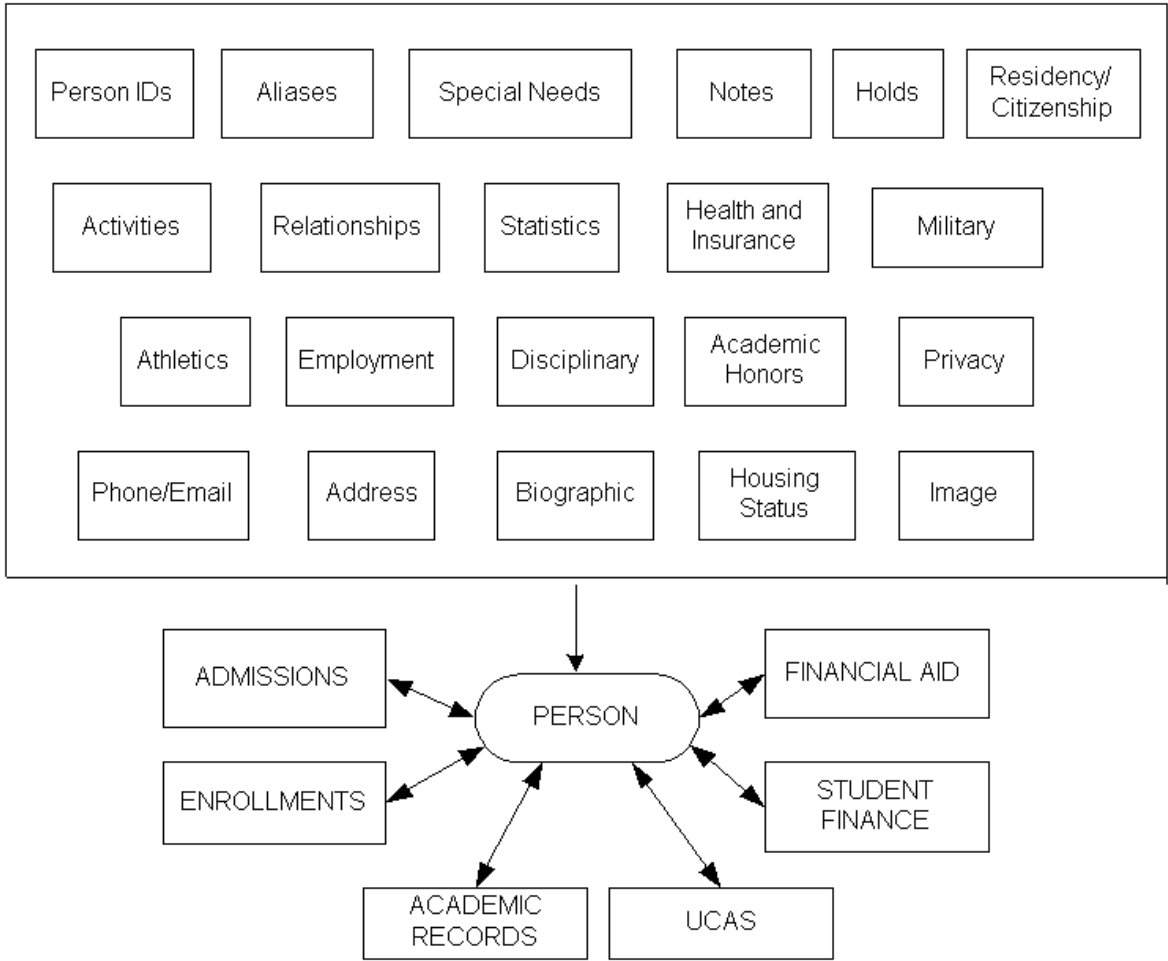 Person IDs
Aliases
Special Needs
Notes
Holds
Residency/
Citizenship
Activities
Relationships
Statistics
Health and
Insurance
Military
Athletics
Employment
Disciplinary
Academic
Honors
Privacy
Phone/Email
Address
Biographic
Housing
Status
Image
ADMISSIONS
FINANCIAL AID
PERSON
ENROLLMENTS
STUDENT
FINANCE
ACADEMIC
RECORDS
UCAS